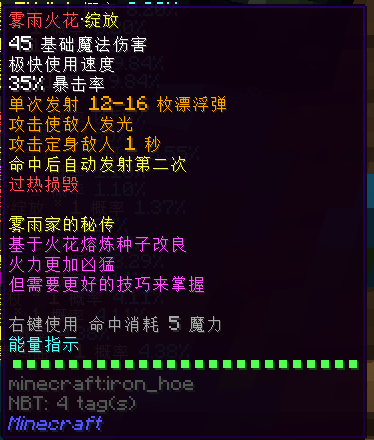 雾雨火花·绽放
45 基础魔法伤害
极快使用速度
35% 暴击率
单次发射 12-16 枚漂浮弹
攻击使敌人发光
攻击定身敌人 1 秒
命中后自动发射第二次
过热损毁
雾雨家的秘传
基于火花熔炼种子改良
火力更加凶猛
但需要更好的技巧来掌握
右键使用 命中消耗 5 魔力
能量指示
minecraft:iron_hoe
NBT: 4 tag(s)
Minecraft